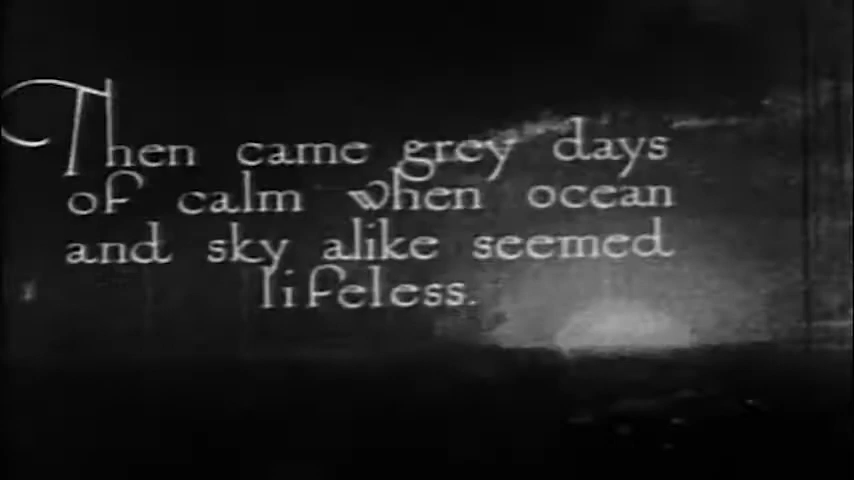 Then came grey days
of calm when ocean
and sky alike seemed
lifeless.